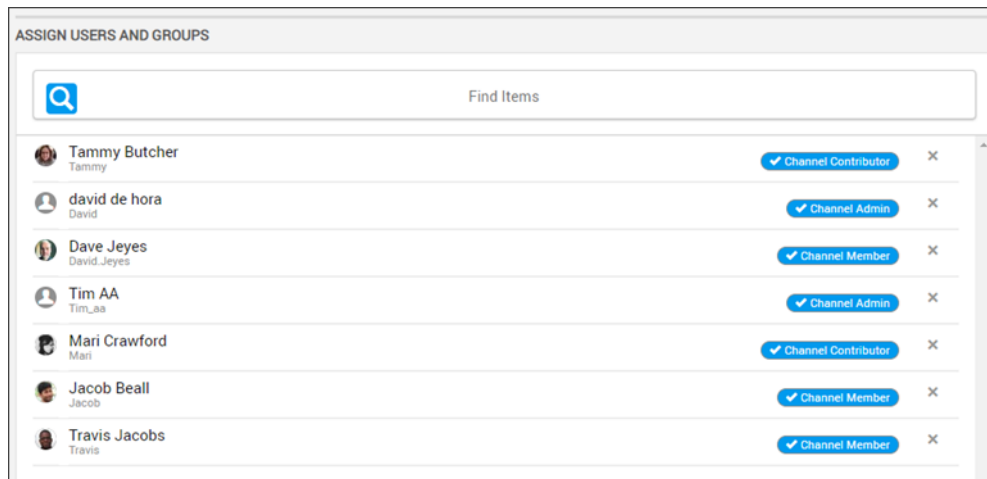 ASSIGN USERS AND GROUPS
Find Items
Tammy Butcher
Tammy
Channel Contributor
david de hora
David
Channel Admin
Dave Jeyes
David.Jeyes
Channel Member
Tim AA
Tim_aa
Channel Admin
Mari Crawford
Mari
Channel Contributor
Jacob Beall
Jacob
Channel Member
Travis Jacobs
Travis
Channel Member